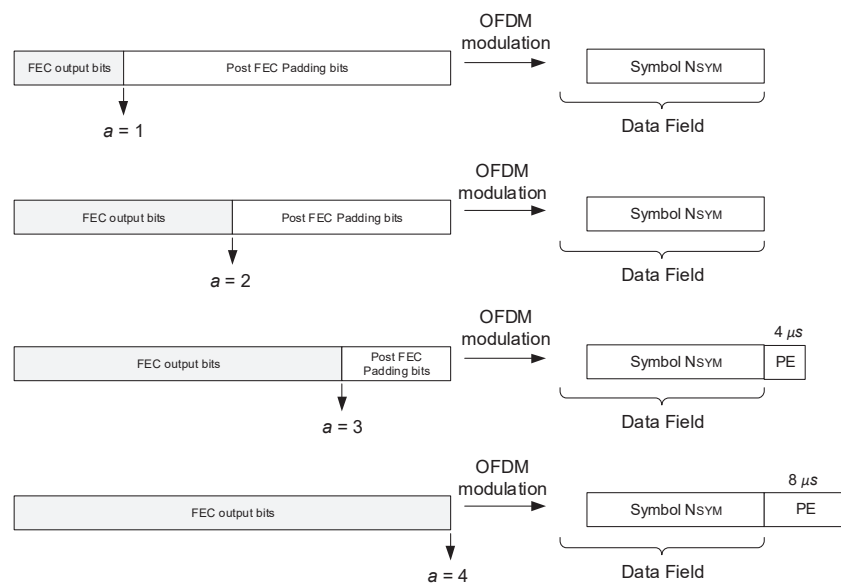 OFDM
modulation
FEC output bits
Post FEC Padding bits
Symbol NSYM
a = 1
Data Field
OFDM
modulation
FEC output bits
Post FEC Padding bits
Symbol NSYM
a = 2
Data Field
OFDM
modulation
4 μs
FEC output bits
Post FEC
Padding bits
Symbol NSYM
PE
a = 3
Data Field
OFDM
modulation
8 μs
FEC output bits
Symbol NSYM
PE
a = 4
Data Field